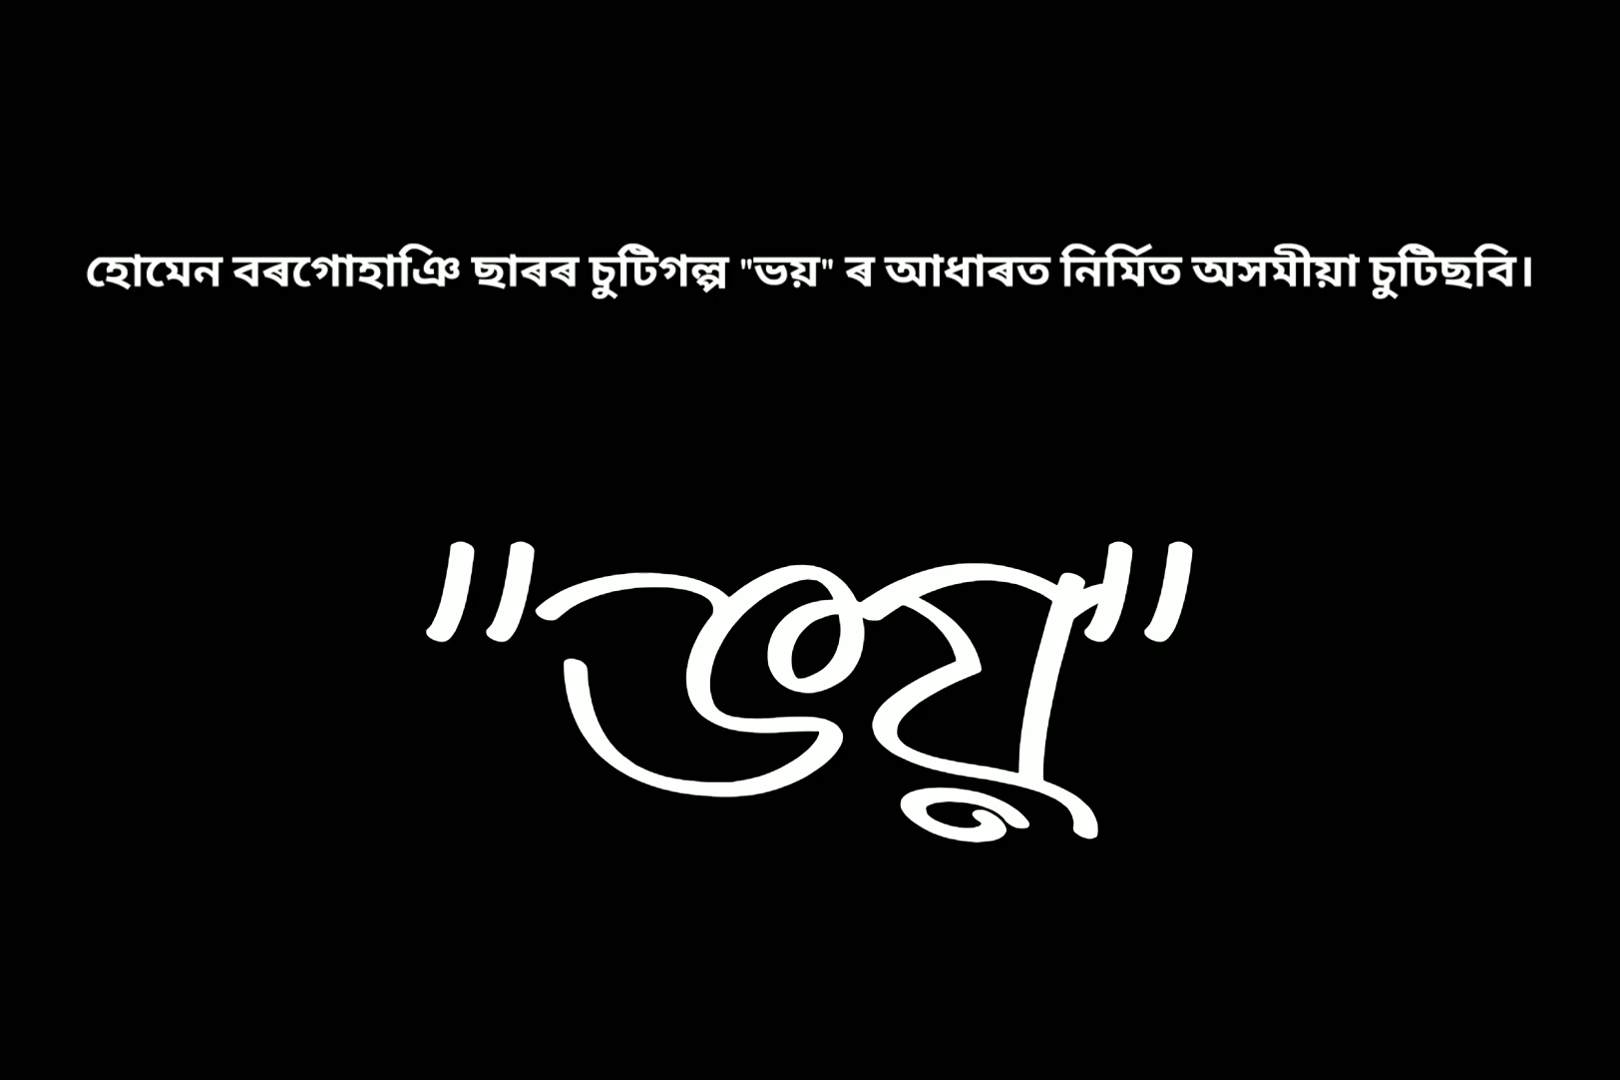 হোমেন বৰগোহাঞি ছাৰৰ চুটিগল্প "ভয়" ৰ আধাৰত নিৰ্মিত অসমীয়া চুটিছবি।
"ভয়"